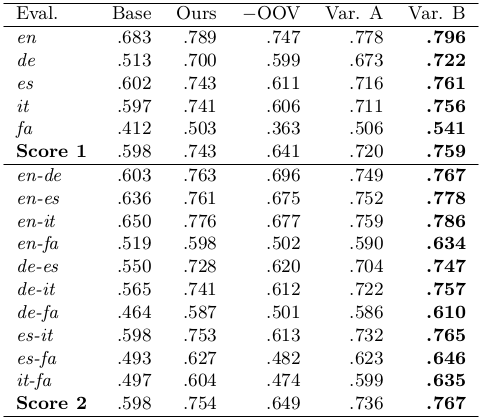 Eval. Base Ours −OOV Var. A Var. B
en .683 .789 .747 .778 .796
de .513 .700 .599 .673 .722
es .602 .743 .611 .716 .761
it .597 .741 .606 .711 .756
fa .412 .503 .363 .506 .541
Score 1 .598 .743 .641 .720 .759
en-de .603 .763 .696 .749 .767
en-es .636 .761 .675 .752 .778
en-it .650 .776 .677 .759 .786
en-fa .519 .598 .502 .590 .634
de-es .550 .728 .620 .704 .747
de-it .565 .741 .612 .722 .757
de-fa .464 .587 .501 .586 .610
es-it .598 .753 .613 .732 .765
es-fa .493 .627 .482 .623 .646
it-fa .497 .604 .474 .599 .635
Score 2 .598 .754 .649 .736 .767